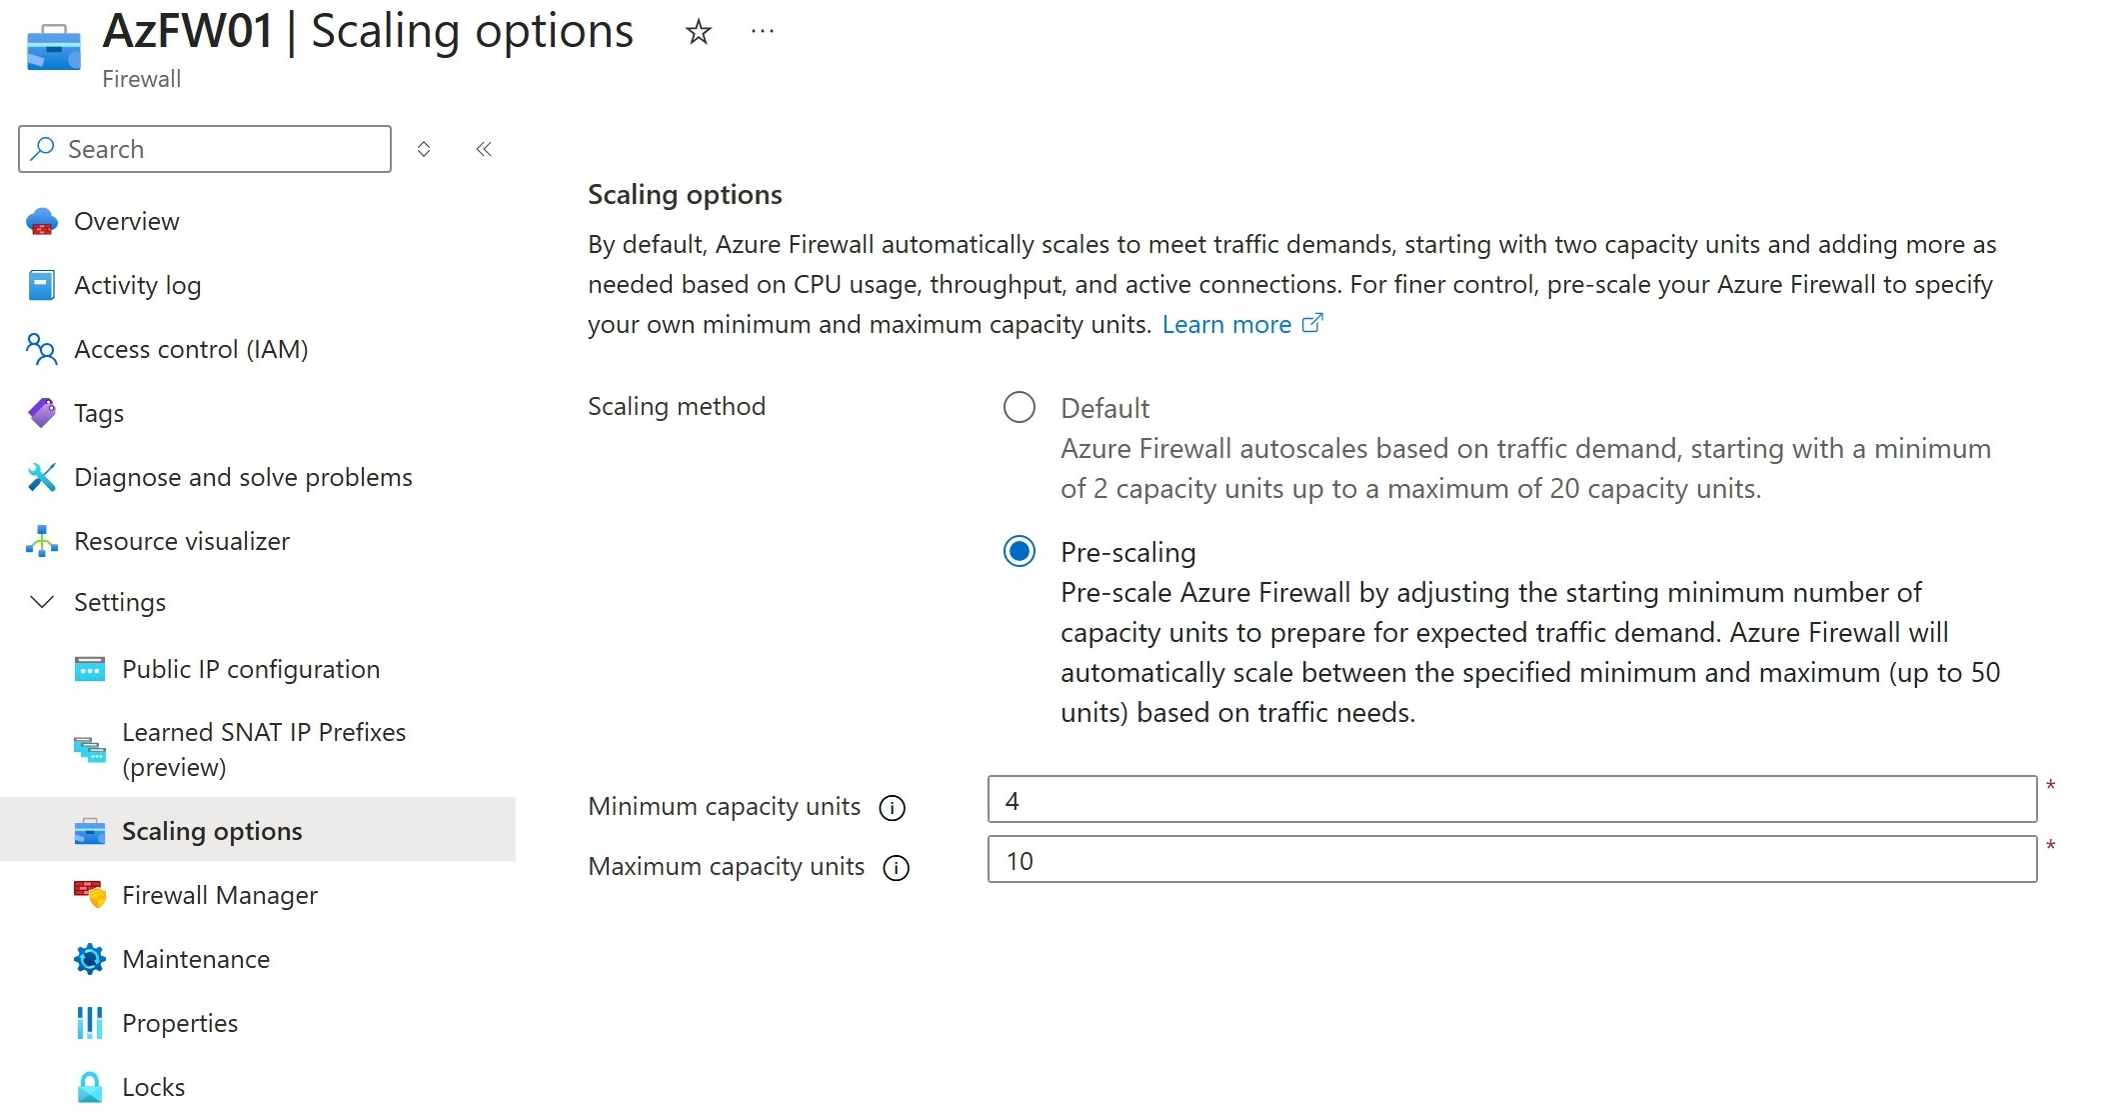 AzFW01 | Scaling options
Firewall
Search
Overview
Activity log
Access control (IAM)
Tags
Diagnose and solve problems
Resource visualizer
Settings
Public IP configuration
Learned SNAT IP Prefixes
(preview)
Scaling options
Firewall Manager
Maintenance
Properties
Locks
Scaling options
By default, Azure Firewall automatically scales to meet traffic demands, starting with two capacity units and adding more as
needed based on CPU usage, throughput, and active connections. For finer control, pre-scale your Azure Firewall to specify
your own minimum and maximum capacity units. Learn more
Scaling method
Default
Azure Firewall autoscales based on traffic demand, starting with a minimum
of 2 capacity units up to a maximum of 20 capacity units.
Pre-scaling
Pre-scale Azure Firewall by adjusting the starting minimum number of
capacity units to prepare for expected traffic demand. Azure Firewall will
automatically scale between the specified minimum and maximum (up to 50
units) based on traffic needs.
Minimum capacity units 4 *
Maximum capacity units 10 *